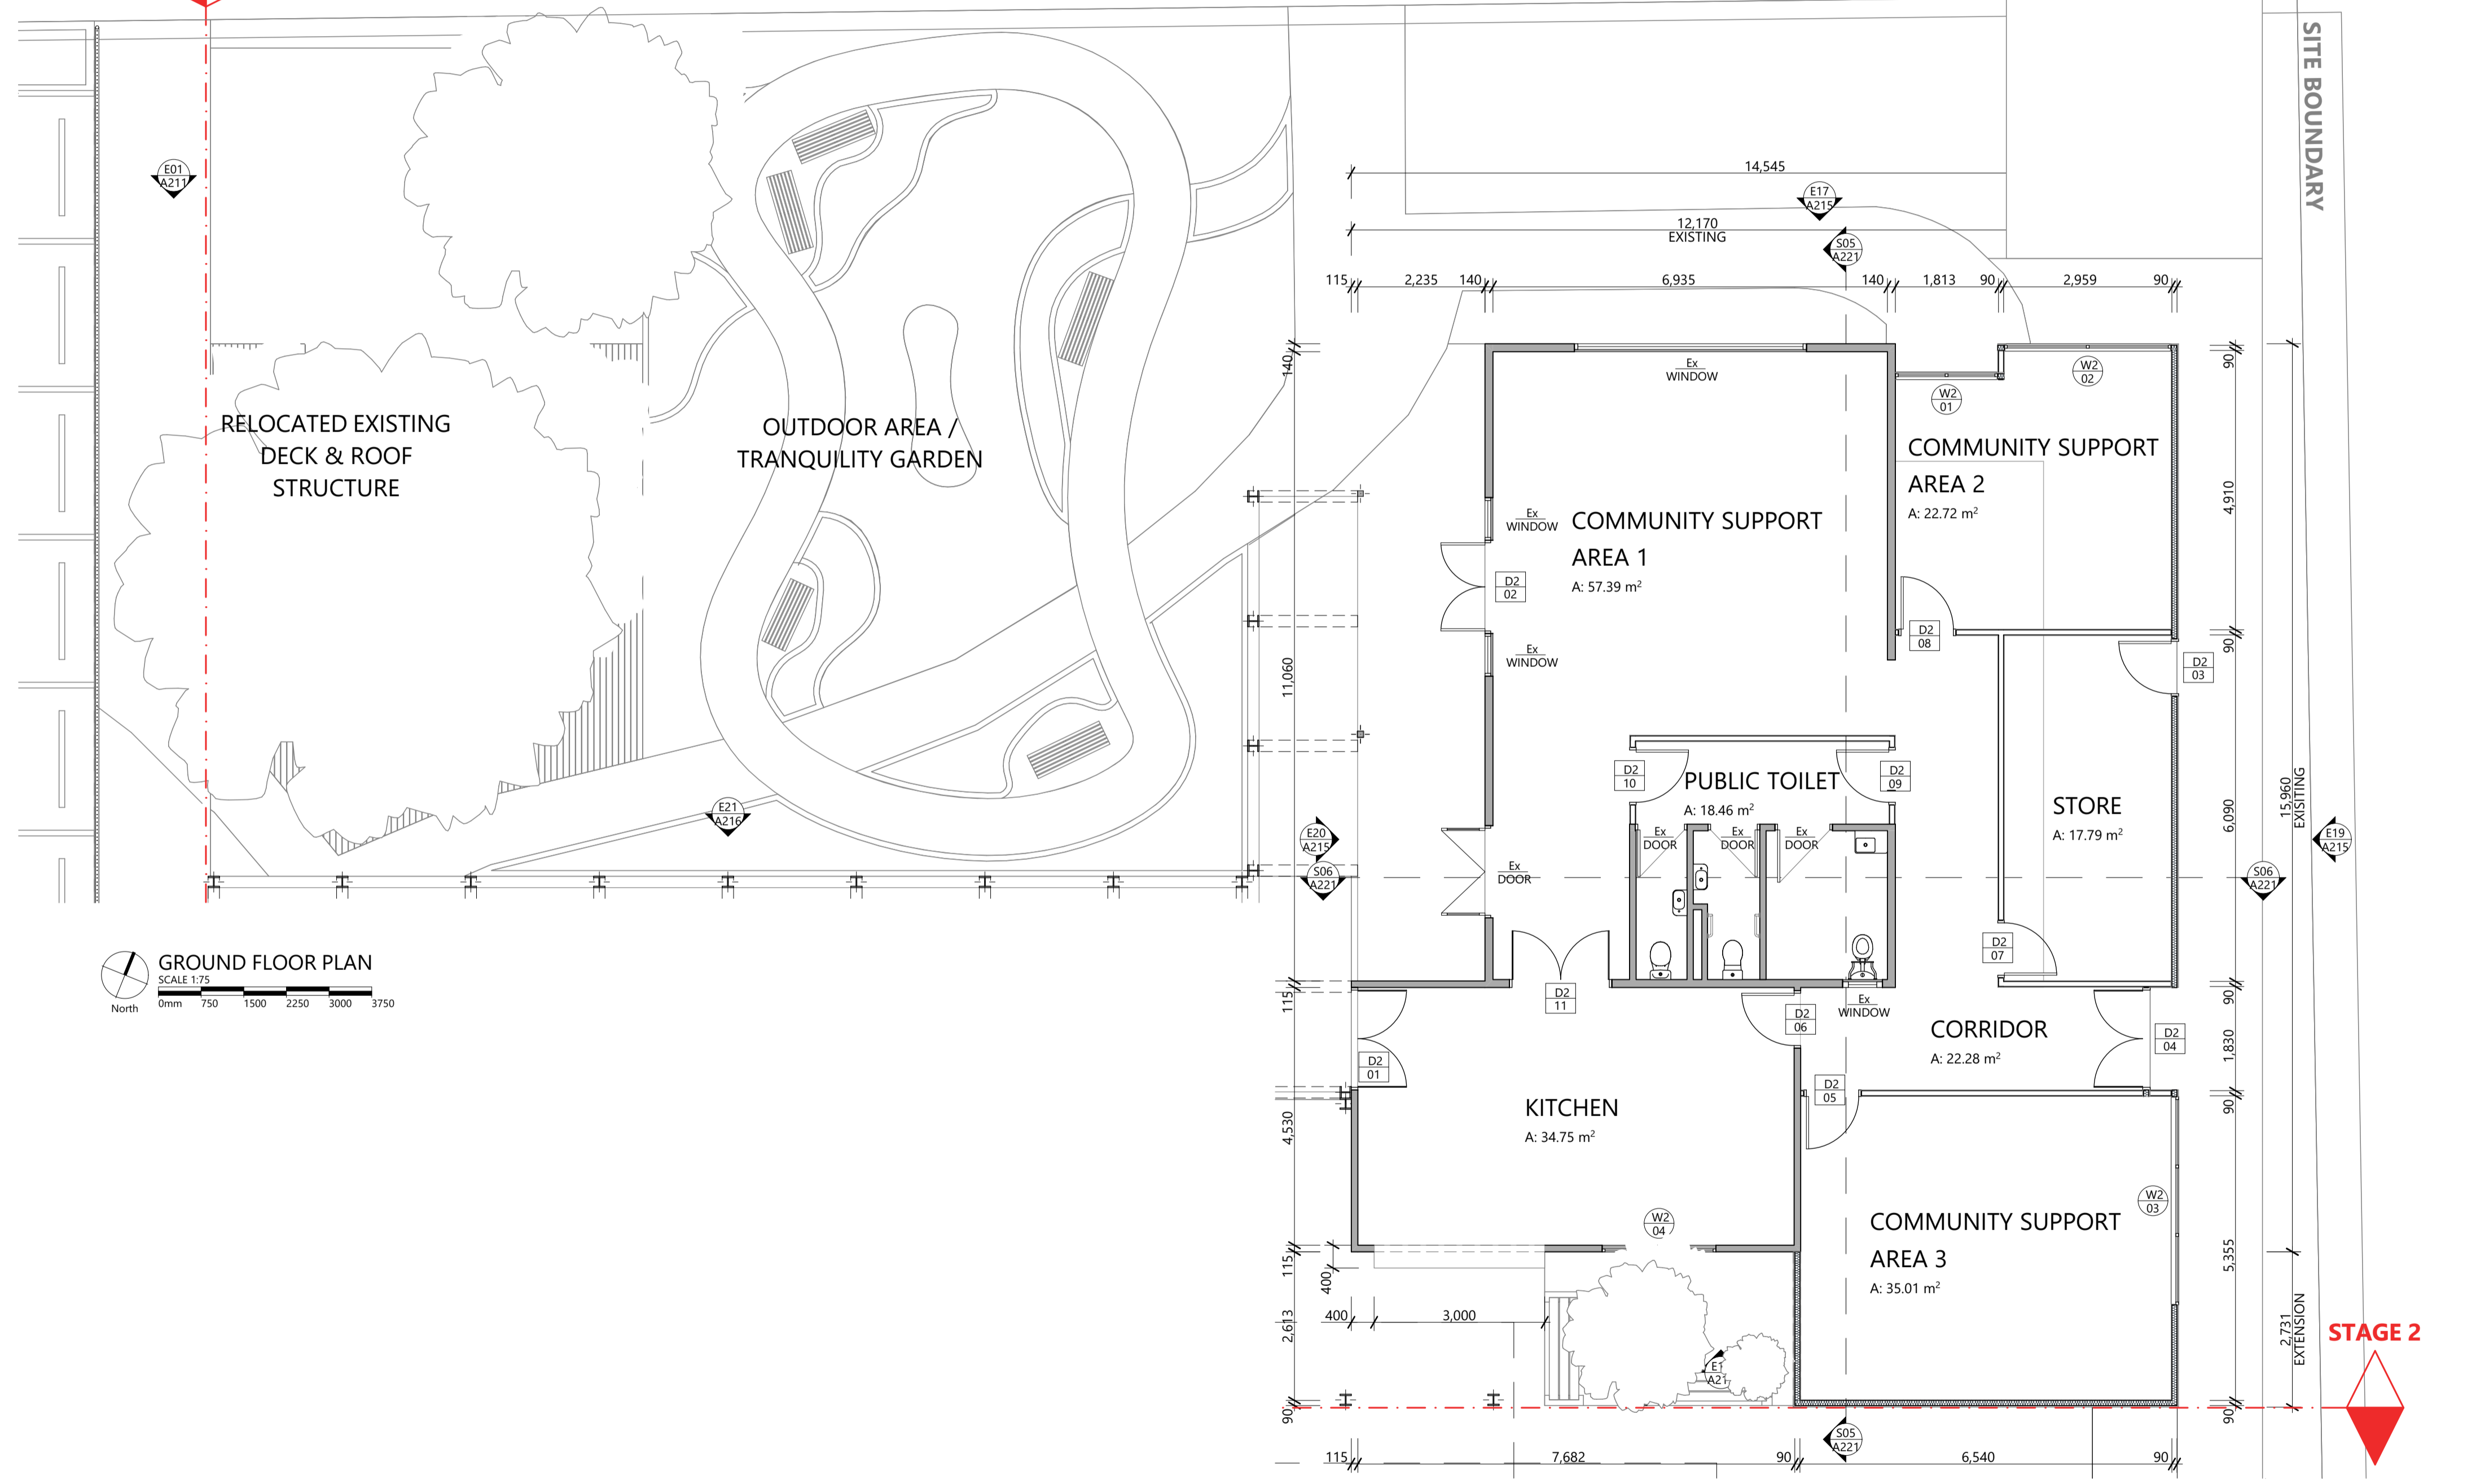 SITE BOUNDARY
E01
A211
14,545
E17
A215
12,170
EXISTING
S05
A221
115
2,235
140
6,935
140
1,813
90
2,959
90
140
Ex
WINDOW
W2
02
W2
01
90
RELOCATED EXISTING
DECK & ROOF
STRUCTURE
OUTDOOR AREA /
TRANQUILITY GARDEN
COMMUNITY SUPPORT
AREA 2
A: 22.72 m²
4,910
Ex
WINDOW
COMMUNITY SUPPORT
AREA 1
A: 57.39 m²
D2
02
D2
08
90
Ex
WINDOW
D2
03
11,060
D2
10
PUBLIC TOILET
A: 18.46 m²
D2
09
STORE
A: 17.79 m²
6,090
15,960
EXISITING
E21
A216
E20
A215
Ex
DOOR
Ex
DOOR
Ex
DOOR
E19
A215
S06
A221
Ex
DOOR
S06
A221
D2
07
GROUND FLOOR PLAN
SCALE 1:75
0mm 750 1500 2250 3000 3750
North
115
D2
11
D2
06
Ex
WINDOW
90
CORRIDOR
A: 22.28 m²
D2
04
1,830
D2
01
D2
05
90
KITCHEN
A: 34.75 m²
4,530
W2
03
W2
04
COMMUNITY SUPPORT
AREA 3
A: 35.01 m²
5,355
115
400
400
3,000
2,613
2,731
EXTENSION
STAGE 2
E1
A21
90
90
S05
A221
115
7,682
90
6,540
90